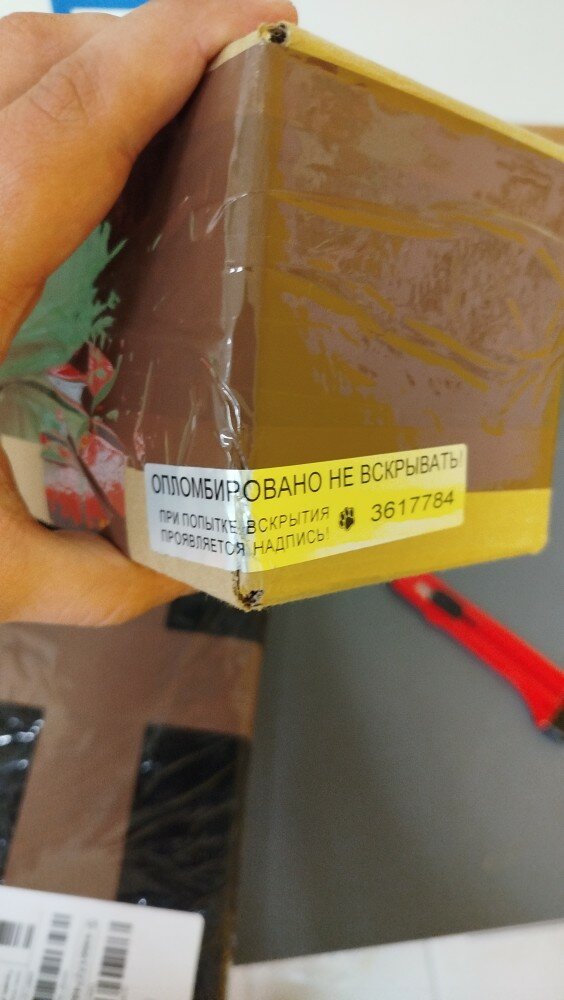 ОПЛОМБИРОВАНО НЕ ВСКРЫВАТЬ!
ПРИ ПОПЫТКЕ ВСКРЫТИЯ
ПРОЯВЛЯЕТСЯ НАДПИСЬ!
3617784